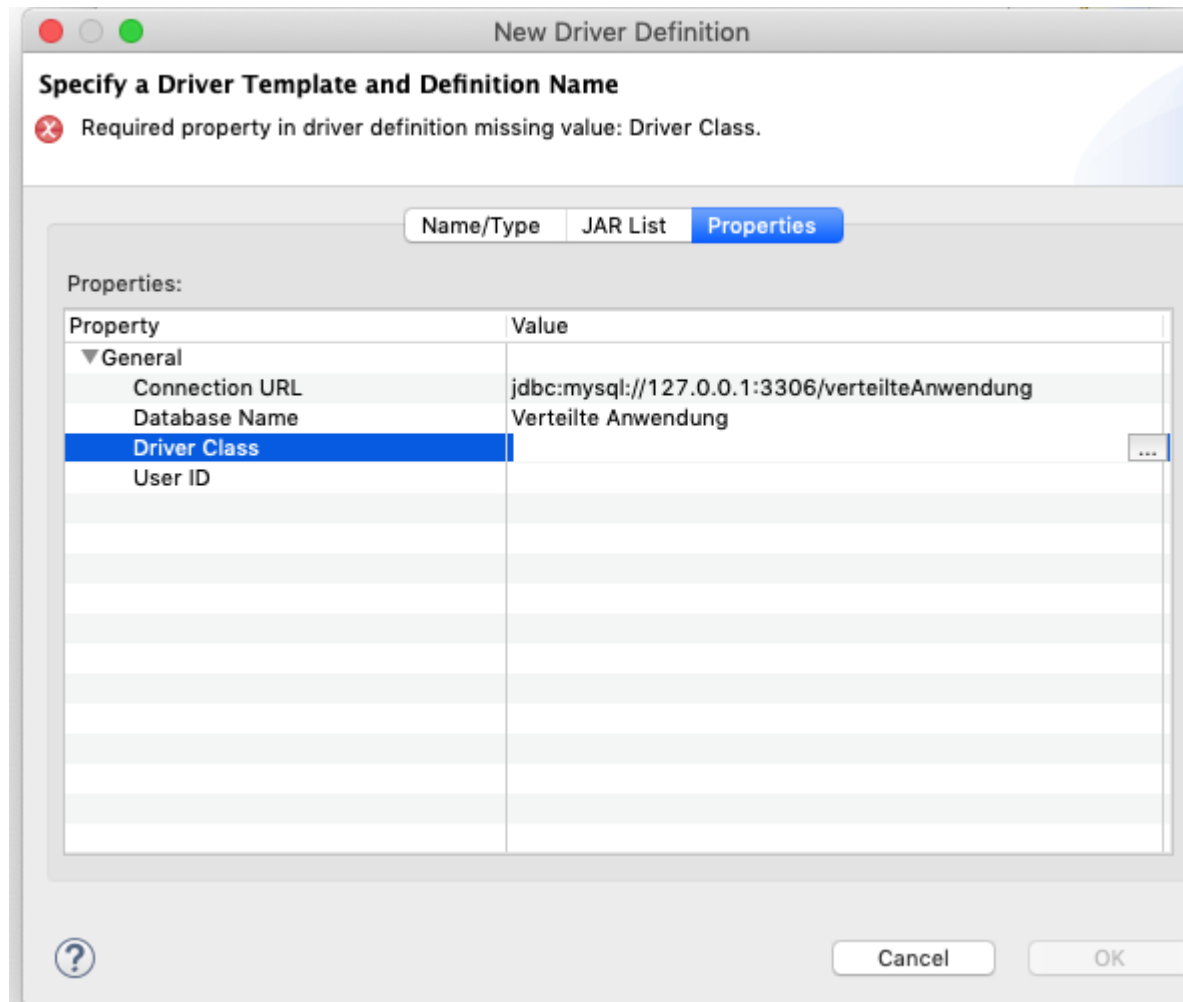 New Driver Definition
Specify a Driver Template and Definition Name
Required property in driver definition missing value: Driver Class.
Name/Type JAR List Properties
Properties:
Property Value
General
Connection URL jdbc:mysql://127.0.0.1:3306/verteilteAnwendung
Database Name Verteilte Anwendung
Driver Class ...
User ID
? Cancel OK